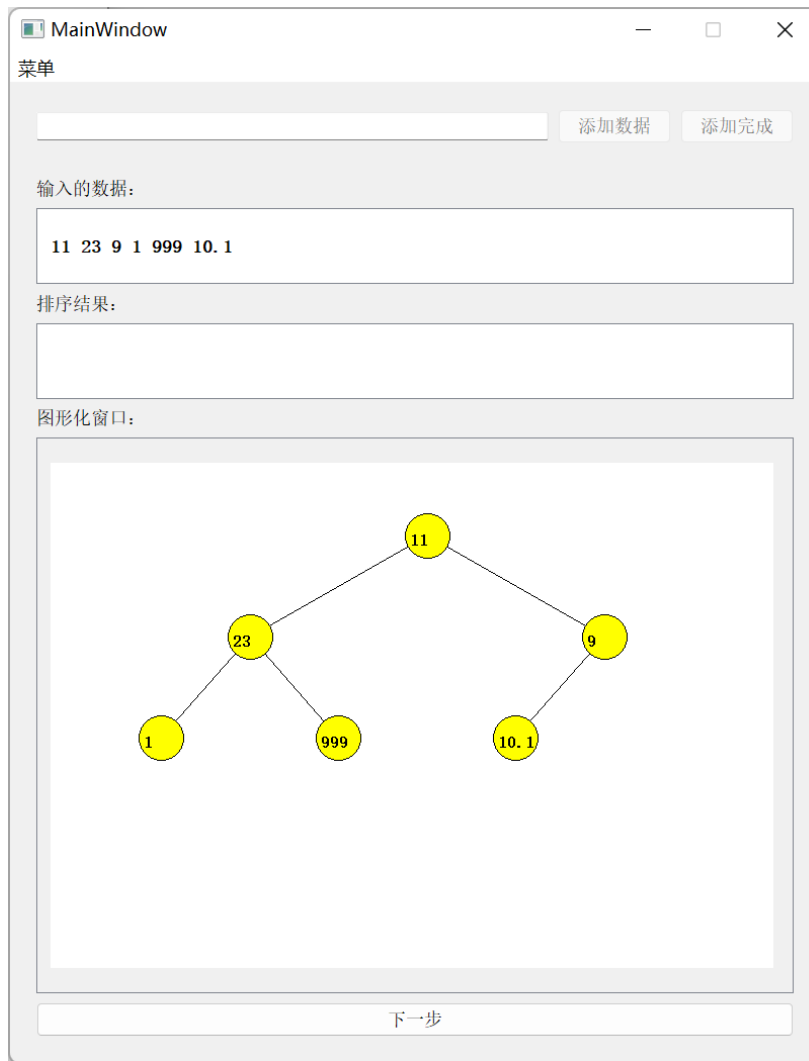 MainWindow
菜单
添加数据 添加完成
输入的数据：
11 23 9 1 999 10.1
排序结果：
图形化窗口：
11
23 9
1 999 10.1
下一步